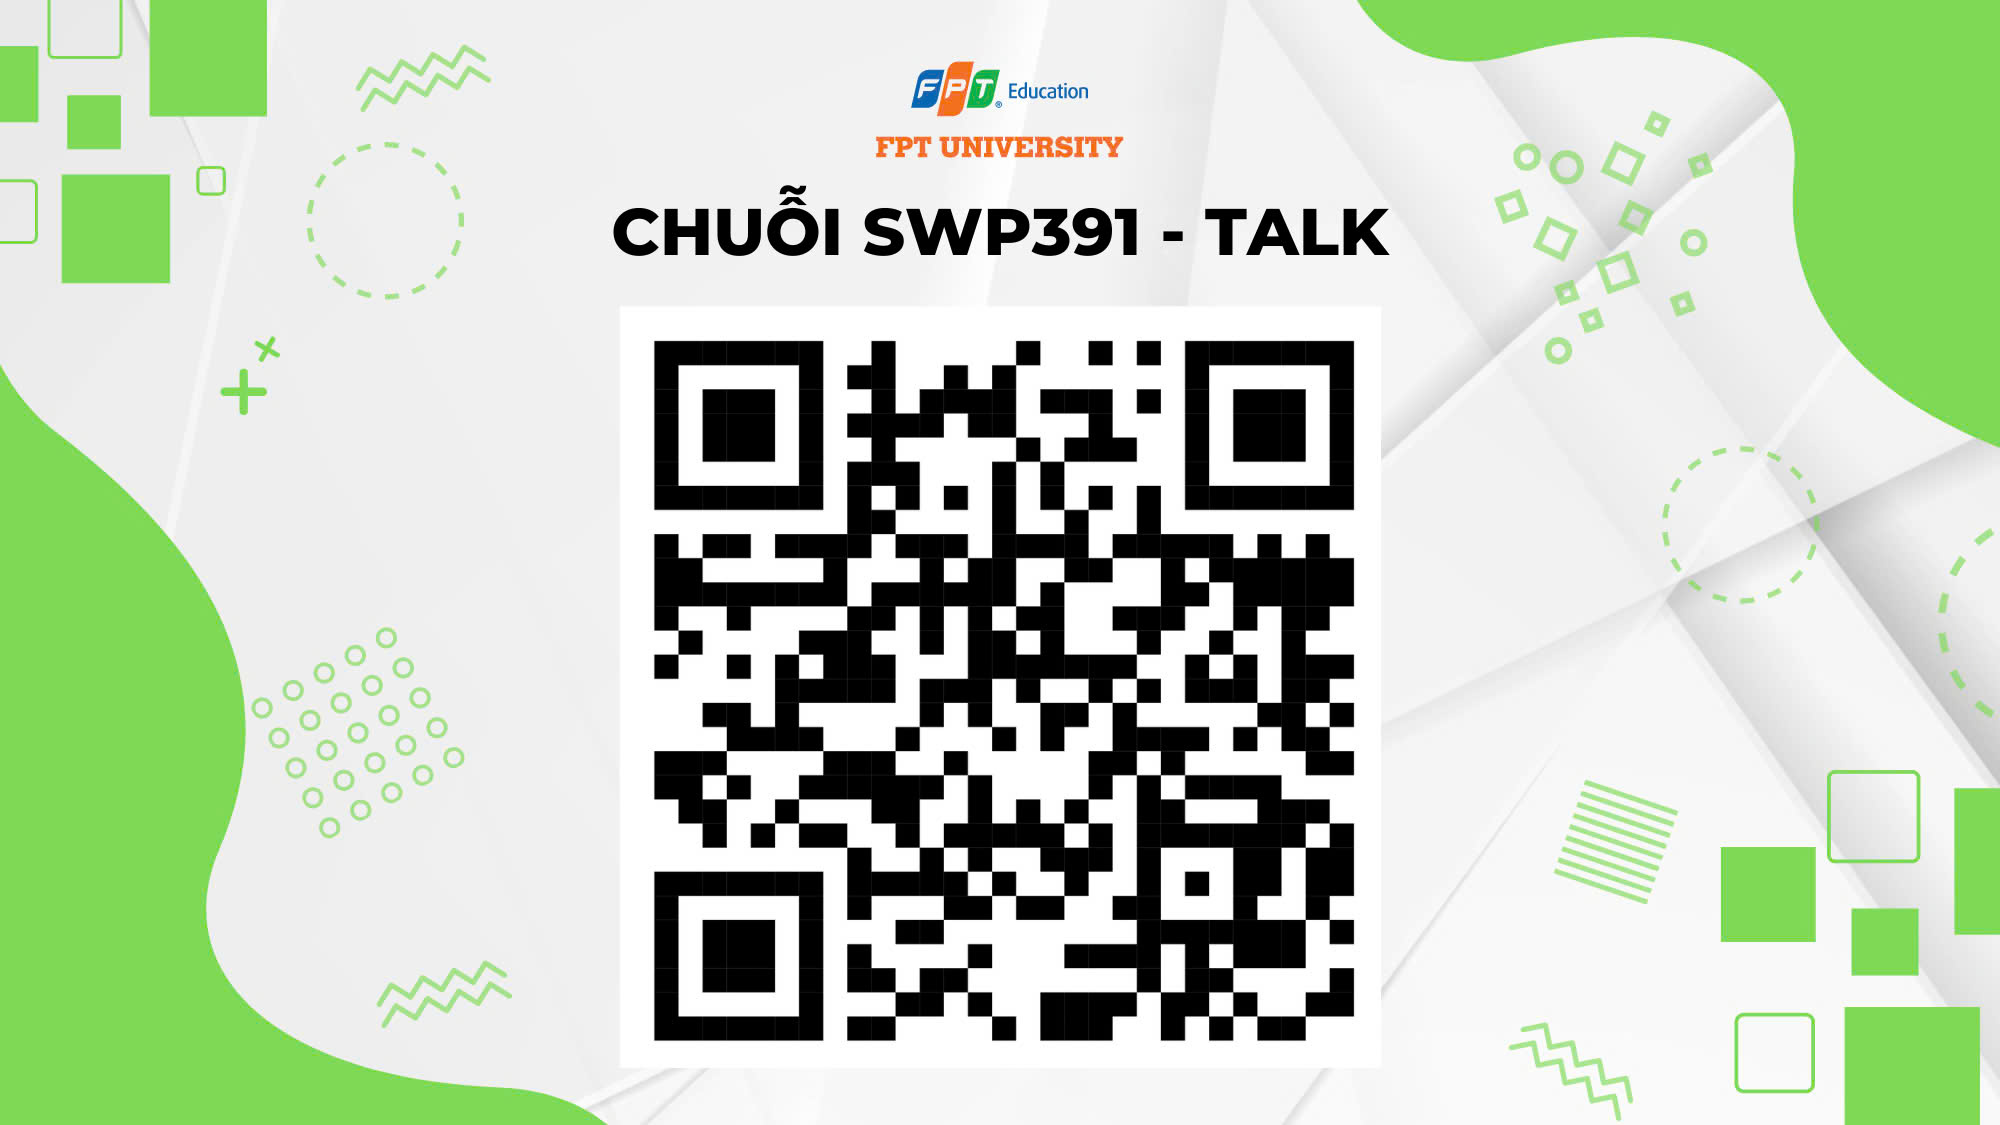 FPT Education
FPT UNIVERSITY
CHUỖI SWP391 - TALK